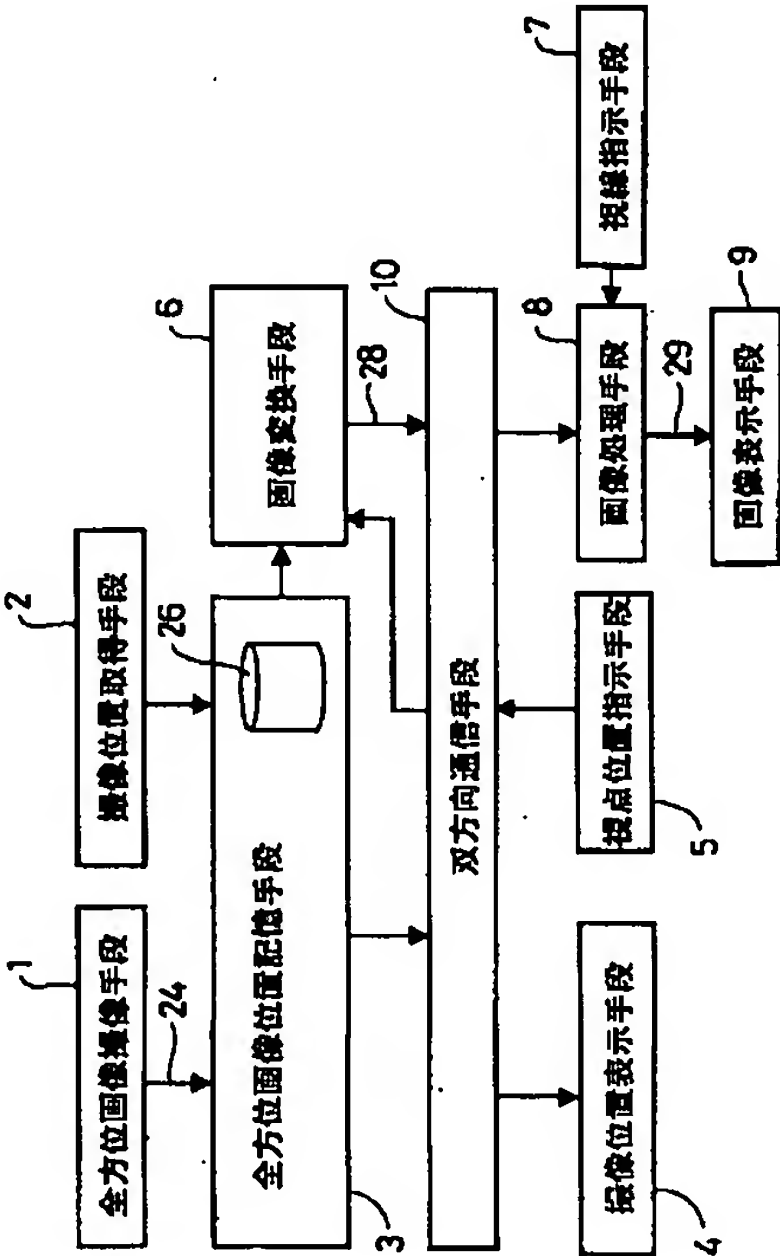 1
全方位画像撮像手段
24
2
撮像位置取得手段
全方位画像位置記憶手段
26
3
6
画像変換手段
28
10
双方向通信手段
撮像位置表示手段
4
視点位置指示手段
5
8
画像処理手段
7
視線指示手段
29
9
画像表示手段